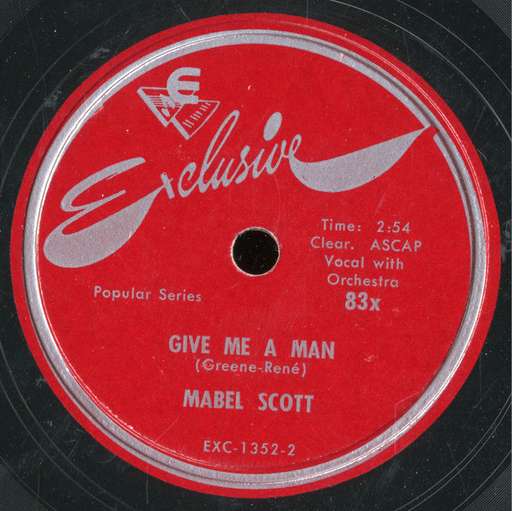 E
Exclusive
Time: 2:54
Clear. ASCAP
Vocal with
Orchestra
83x
Popular Series
GIVE ME A MAN
(Greene-René)
MABEL SCOTT
EXC-1352-2